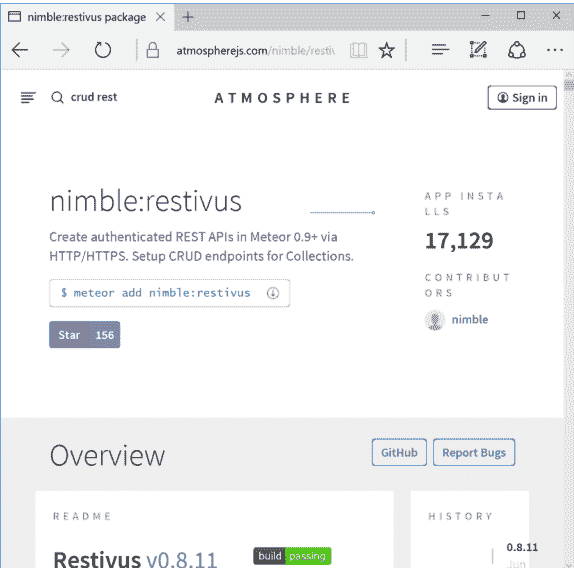 nimble:restivus package
atmospherejs.com/nimble/restiv
crud rest
ATMOSPHERE
Sign in
nimble:restivus
Create authenticated REST APIs in Meteor 0.9+ via
HTTP/HTTPS. Setup CRUD endpoints for Collections.
$ meteor add nimble:restivus
Star 156
APP INSTA
LLS
17,129
CONTRIBUT
ORS
nimble
Overview
GitHub
Report Bugs
README
Restivus v0.8.11
build passing
HISTORY
0.8.11
Jun